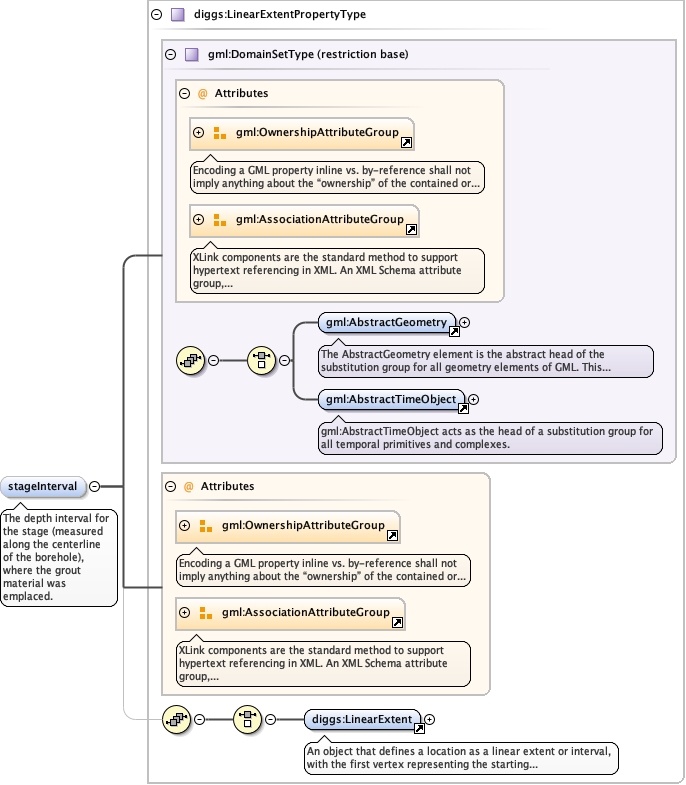 diggs:LinearExtentPropertyType
gml:DomainSetType (restriction base)
@ Attributes
gml:OwnershipAttributeGroup
Encoding a GML property inline vs. by-reference shall not
imply anything about the “ownership” of the contained or...
gml:AssociationAttributeGroup
XLink components are the standard method to support
hypertext referencing in XML. An XML Schema attribute
group,...
gml:AbstractGeometry
The AbstractGeometry element is the abstract head of the
substitution group for all geometry elements of GML. This...
gml:AbstractTimeObject
gml:AbstractTimeObject acts as the head of a substitution group for
all temporal primitives and complexes.
stageInterval
The depth interval for
the stage (measured
along the centerline
of the borehole),
where the grout
material was
emplaced.
@ Attributes
gml:OwnershipAttributeGroup
Encoding a GML property inline vs. by-reference shall not
imply anything about the “ownership” of the contained or...
gml:AssociationAttributeGroup
XLink components are the standard method to support
hypertext referencing in XML. An XML Schema attribute
group,...
diggs:LinearExtent
An object that defines a location as a linear extent or interval,
with the first vertex representing the starting...